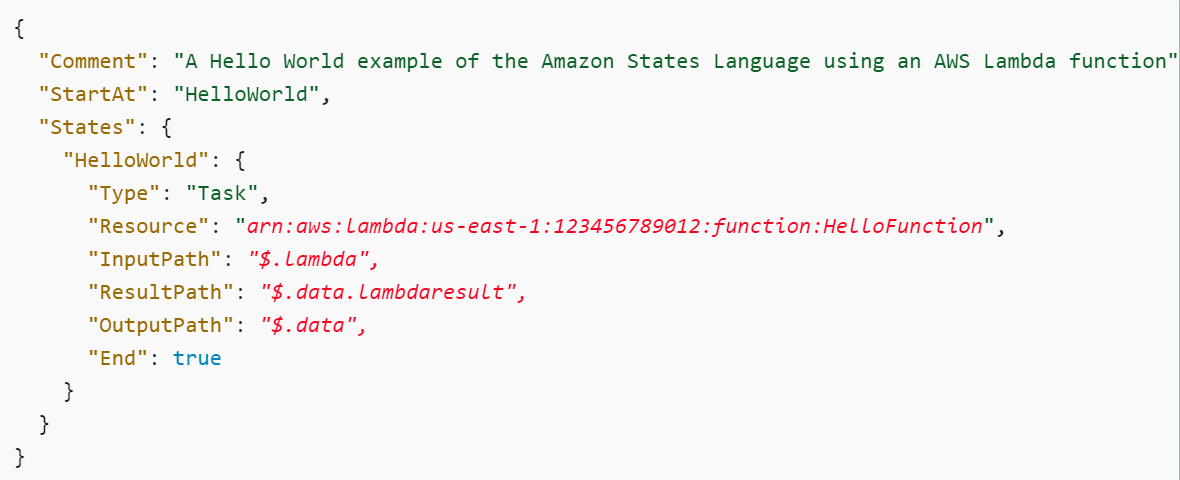 {
  "Comment": "A Hello World example of the Amazon States Language using an AWS Lambda function"
  "StartAt": "HelloWorld",
  "States": {
    "HelloWorld": {
      "Type": "Task",
      "Resource": "arn:aws:lambda:us-east-1:123456789012:function:HelloFunction",
      "InputPath": "$.lambda",
      "ResultPath": "$.data.lambdaresult",
      "OutputPath": "$.data",
      "End": true
    }
  }
}